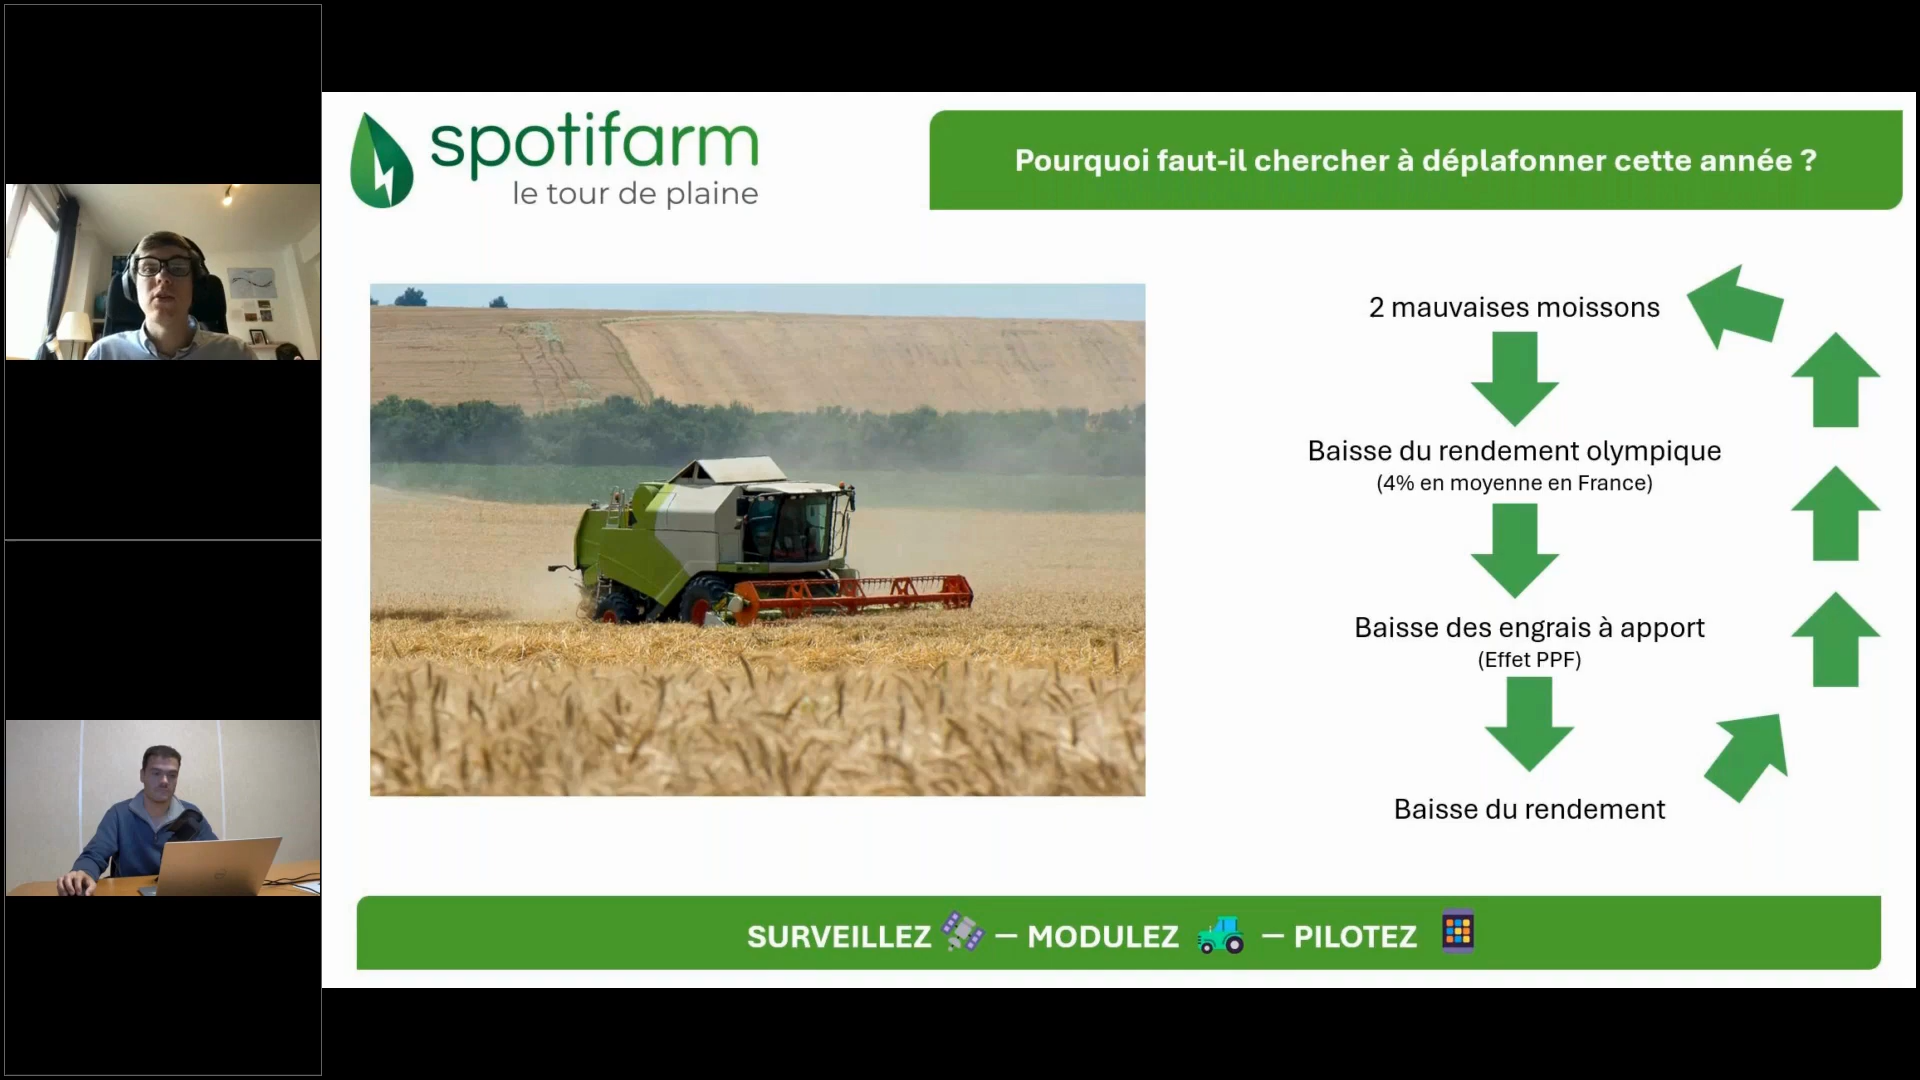 spotifarm
le tour de plaine
Pourquoi faut-il chercher à déplafonner cette année ?
2 mauvaises moissons
Baisse du rendement olympique
(4% en moyenne en France)
Baisse des engrais à apport
(Effet PPF)
Baisse du rendement
SURVEILLEZ – MODULEZ – PILOTEZ